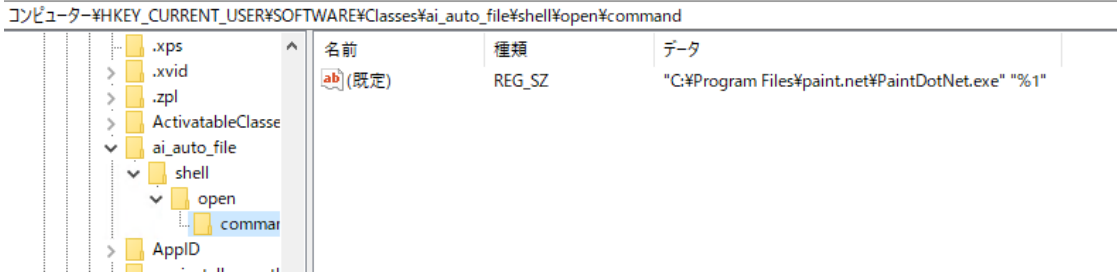 コンピューター¥HKEY_CURRENT_USER¥SOFTWARE¥Classes¥ai_auto_file¥shell¥open¥command
.xps
.xvid
.zpl
ActivatableClasse
ai_auto_file
shell
open
commar
AppID
名前 種類 データ
ab (既定) REG_SZ "C:¥Program Files¥paint.net¥PaintDotNet.exe" "%1"